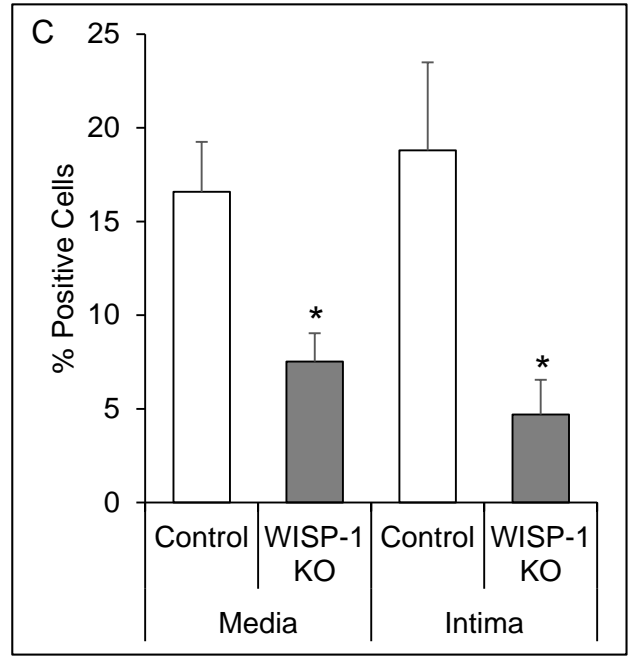 C
25
20
15
10
5
0
% Positive Cells
*
*
Control WISP-1 KO Control WISP-1 KO
Media Intima